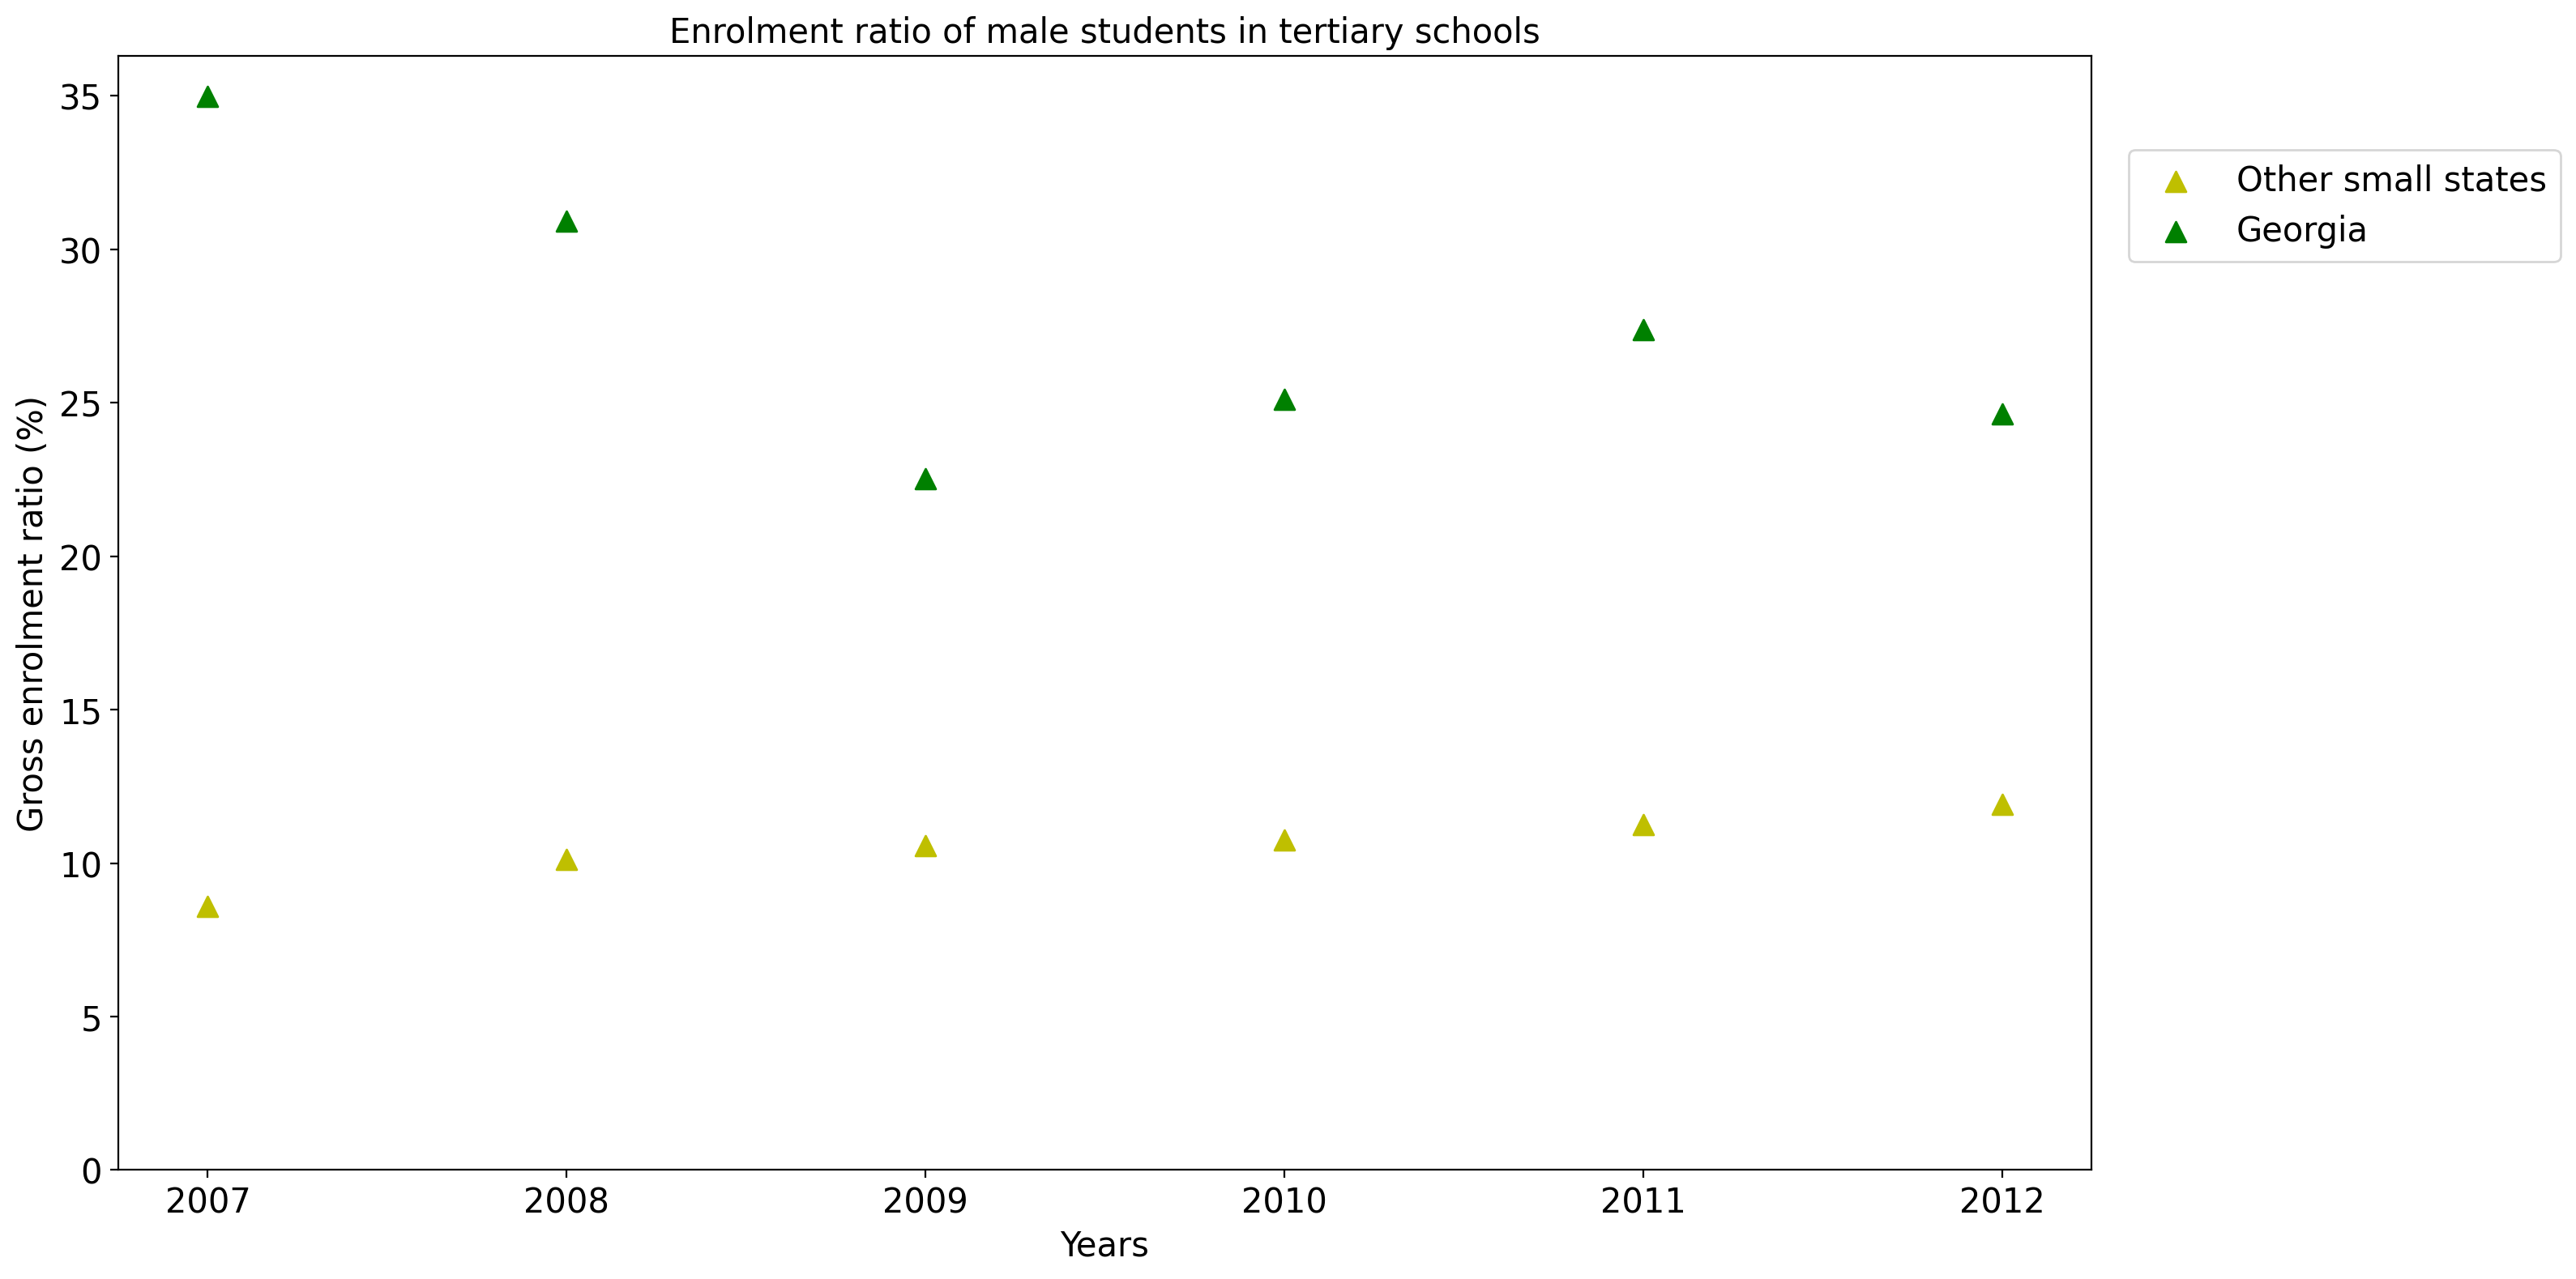 Enrolment ratio of male students in tertiary schools
35
30
25
20
15
10
5
0
Gross enrolment ratio (%)
2007 2008 2009 2010 2011 2012
Years
Other small states
Georgia